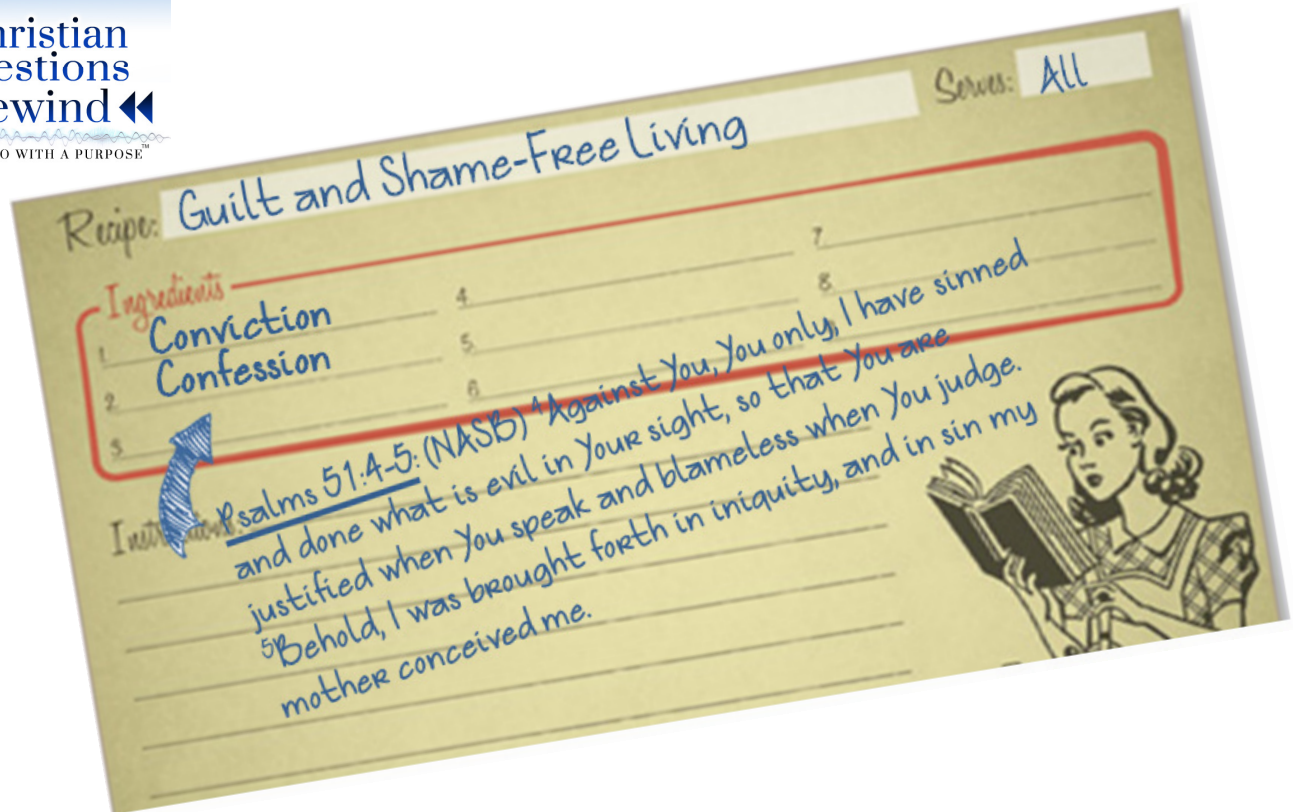 hristian
estions
ewind
O WITH A PURPOSE™
Serves: All
Recipe: Guilt and Shame-Free Living
Ingredients
1. Conviction
2. Confession
3.
4.
5.
6.
7.
8.
Instructions:
Psalms 51:4-5: (NASB) ⁴Against You, You only, I have sinned
and done what is evil in Your sight, so that You are
justified when You speak and blameless when You judge.
⁵Behold, I was brought forth in iniquity, and in sin my
mother conceived me.